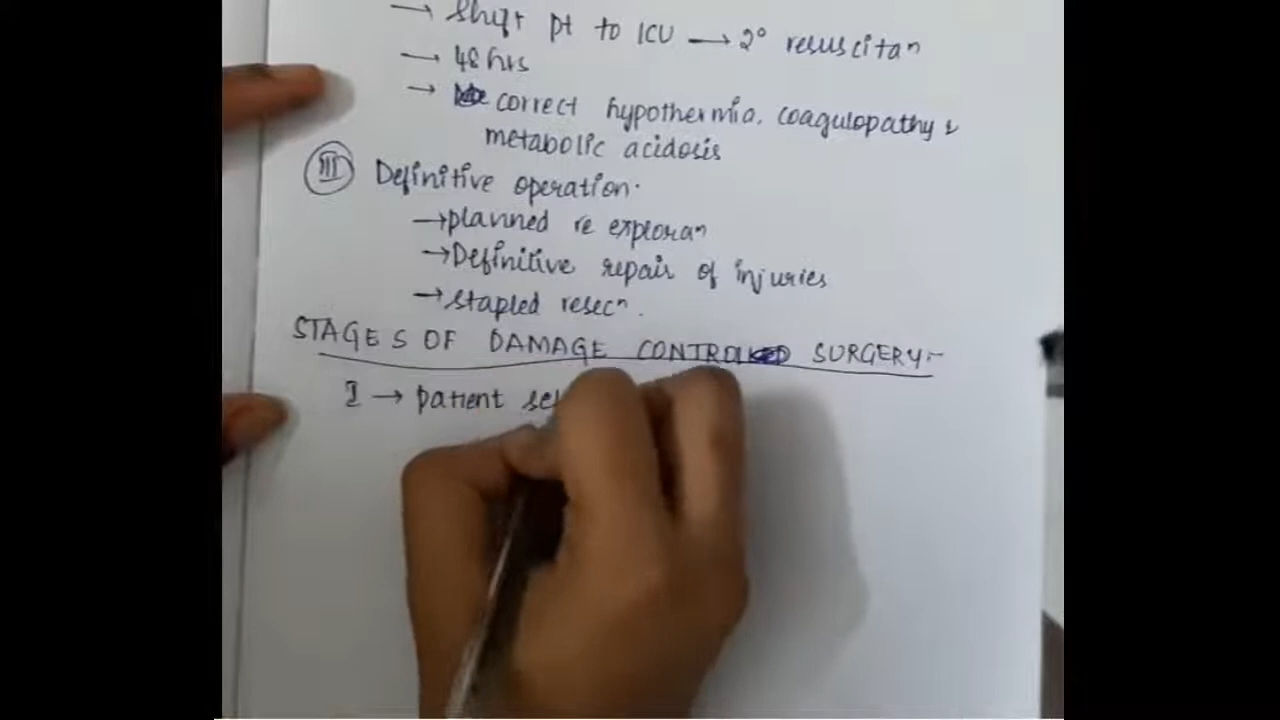 → Shift pt to ICU → 2° resuscitaⁿ
→ 48 hrs
→ correct hypothermia, coagulopathy &
metabolic acidosis
III Definitive operation.
→ planned re exploraⁿ
→ Definitive repair of injuries
→ stapled resecⁿ.
STAGES OF DAMAGE CONTROL SURGERY:-
I → patient sel